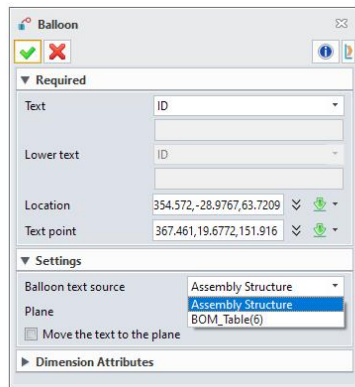 Balloon
Required
Text ID
Lower text ID
Location 354.572,-28.9767,63.7209
Text point 367.461,19.6772,151.916
Settings
Balloon text source Assembly Structure
Plane Assembly Structure
BOM_Table(6)
Move the text to the plane
Dimension Attributes